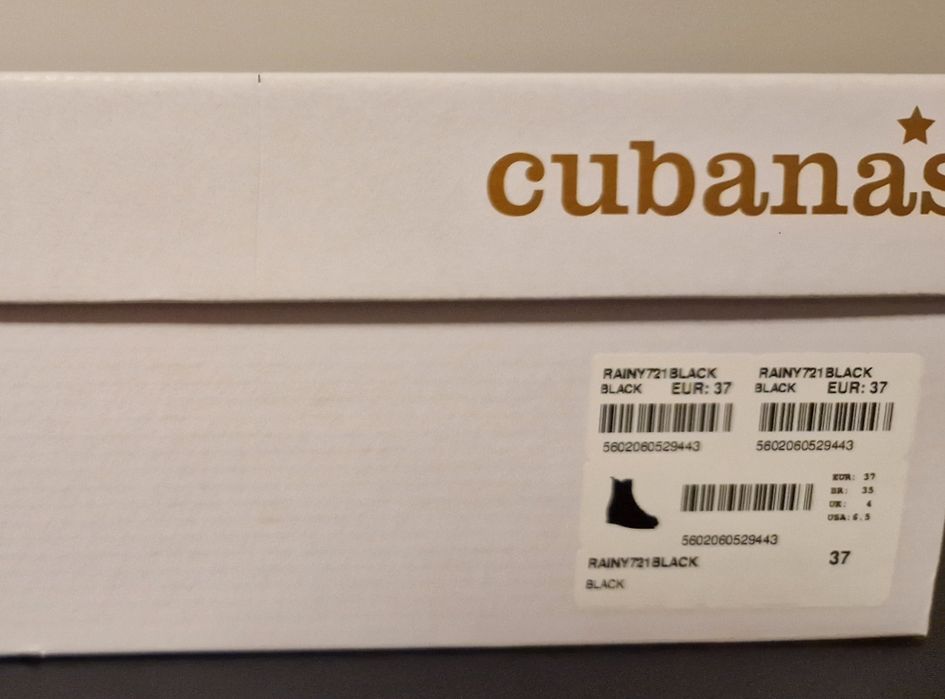 cubanas
RAINY721BLACK
BLACK EUR: 37
5602060529443
RAINY721BLACK
BLACK EUR: 37
5602060529443
EUR: 37
BR: 35
UK: 4
USA: 6.5
5602060529443
RAINY721BLACK
37
BLACK